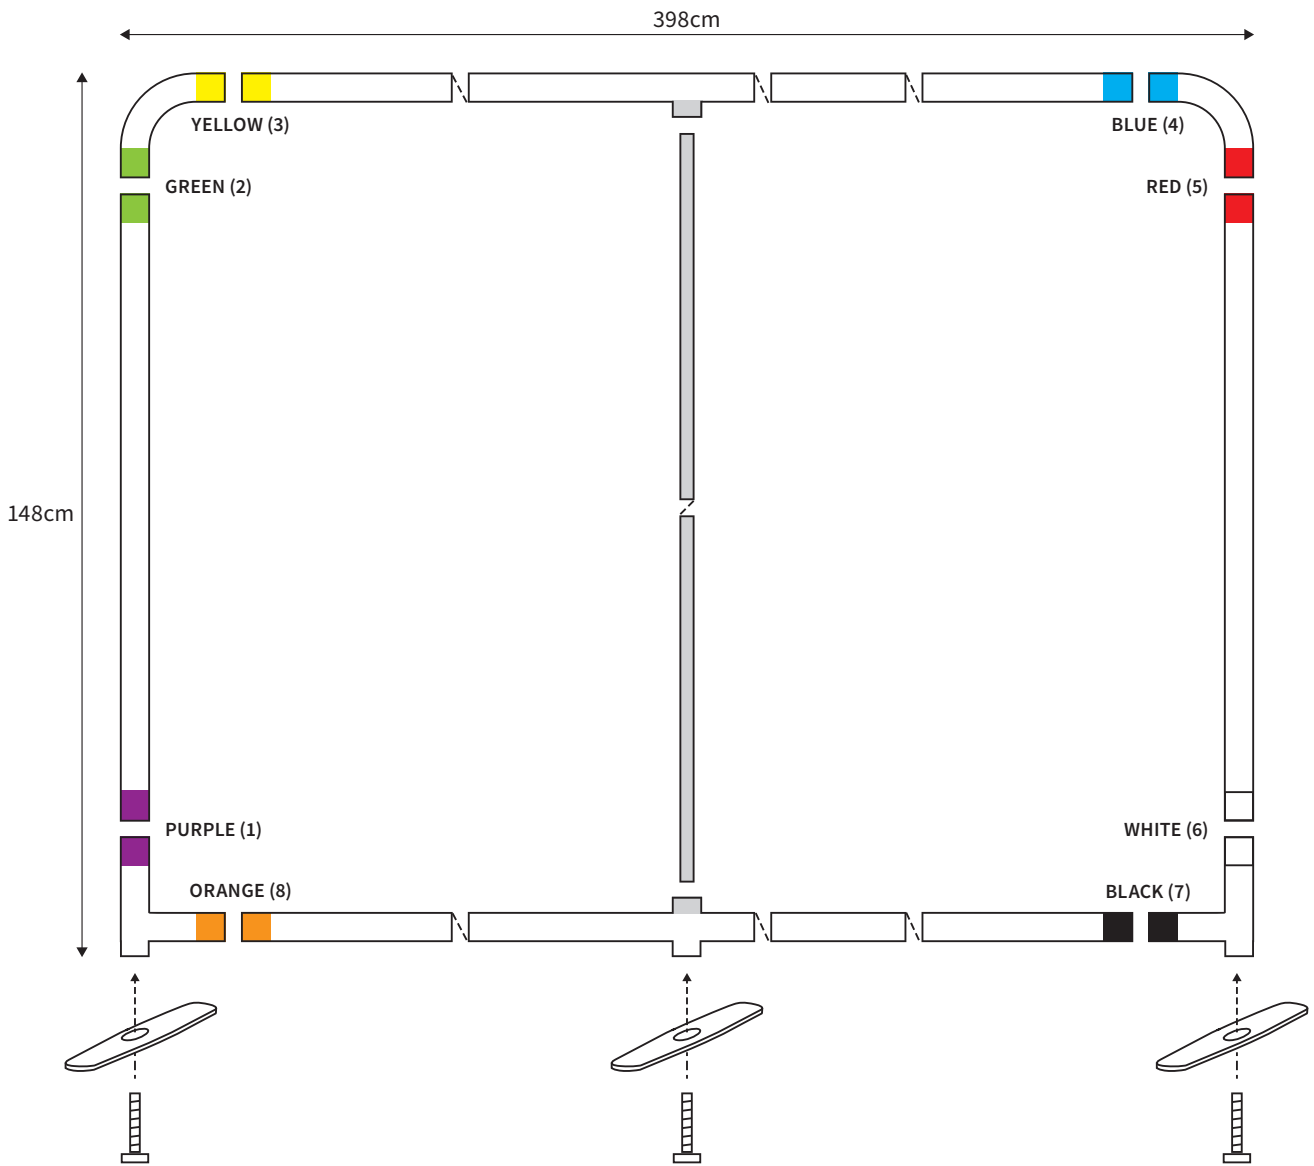 398cm
YELLOW (3)
BLUE (4)
GREEN (2)
RED (5)
148cm
PURPLE (1)
WHITE (6)
ORANGE (8)
BLACK (7)